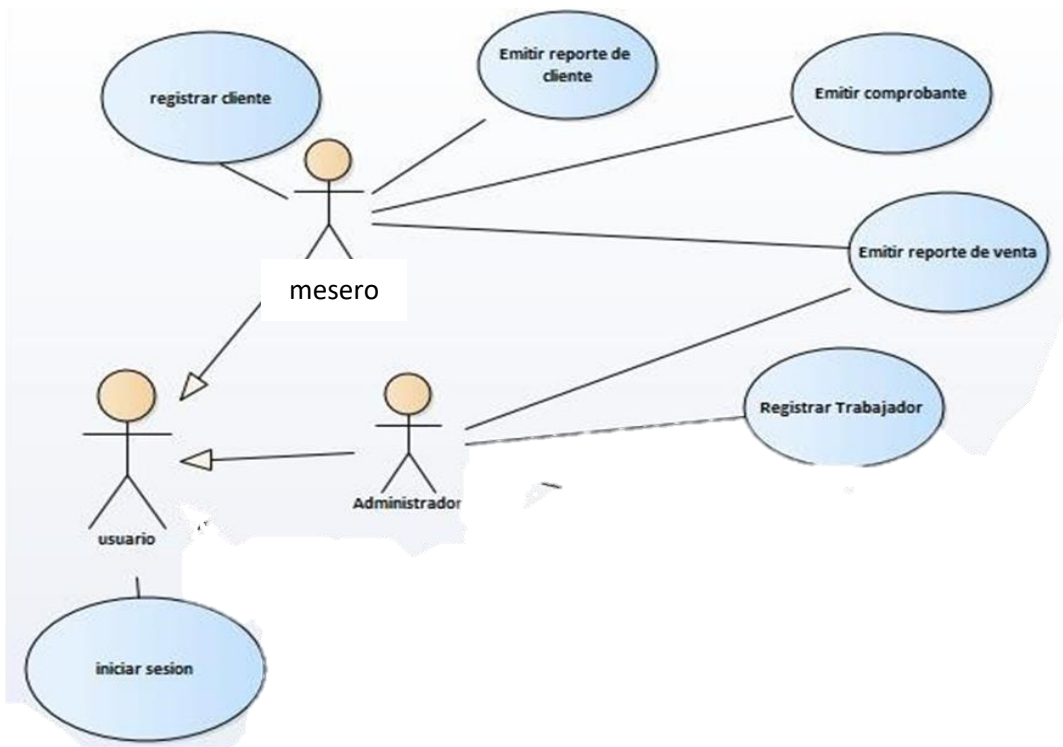 Emitir reporte de
cliente
registrar cliente
Emitir comprobante
Emitir reporte de venta
mesero
Registrar Trabajador
Administrador
usuario
iniciar sesion